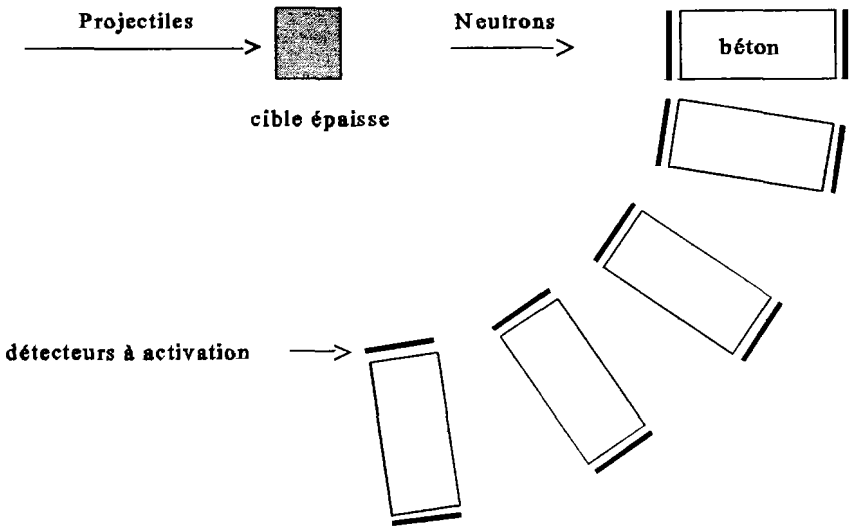 Projectiles
Neutrons
béton
cible épaisse
détecteurs à activation